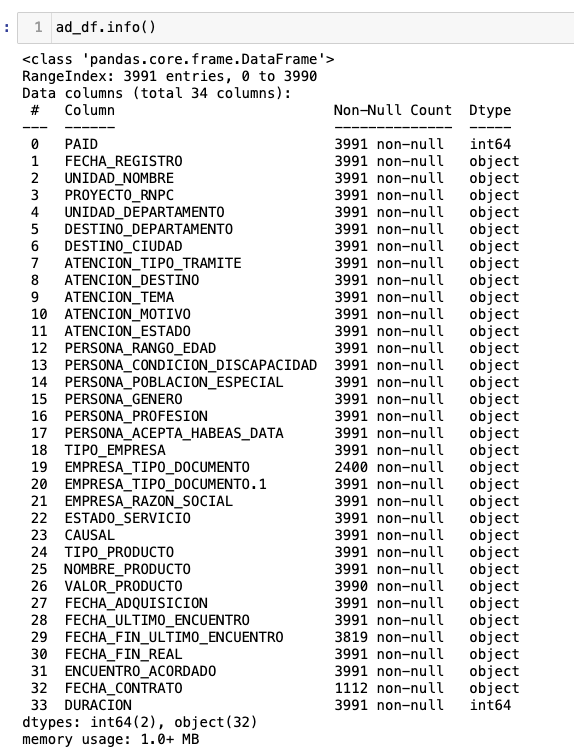 : 1 ad_df.info()
<class 'pandas.core.frame.DataFrame'>
RangeIndex: 3991 entries, 0 to 3990
Data columns (total 34 columns):
 #   Column                         Non-Null Count  Dtype
---  ------                         --------------  -----
 0   PAID                           3991 non-null   int64
 1   FECHA_REGISTRO                 3991 non-null   object
 2   UNIDAD_NOMBRE                  3991 non-null   object
 3   PROYECTO_RNPC                  3991 non-null   object
 4   UNIDAD_DEPARTAMENTO            3991 non-null   object
 5   DESTINO_DEPARTAMENTO           3991 non-null   object
 6   DESTINO_CIUDAD                 3991 non-null   object
 7   ATENCION_TIPO_TRAMITE          3991 non-null   object
 8   ATENCION_DESTINO               3991 non-null   object
 9   ATENCION_TEMA                  3991 non-null   object
 10  ATENCION_MOTIVO                3991 non-null   object
 11  ATENCION_ESTADO                3991 non-null   object
 12  PERSONA_RANGO_EDAD             3991 non-null   object
 13  PERSONA_CONDICION_DISCAPACIDAD  3991 non-null   object
 14  PERSONA_POBLACION_ESPECIAL     3991 non-null   object
 15  PERSONA_GENERO                 3991 non-null   object
 16  PERSONA_PROFESION              3991 non-null   object
 17  PERSONA_ACEPTA_HABEAS_DATA     3991 non-null   object
 18  TIPO_EMPRESA                   3991 non-null   object
 19  EMPRESA_TIPO_DOCUMENTO         2400 non-null   object
 20  EMPRESA_TIPO_DOCUMENTO.1       3991 non-null   object
 21  EMPRESA_RAZON_SOCIAL           3991 non-null   object
 22  ESTADO_SERVICIO                3991 non-null   object
 23  CAUSAL                         3991 non-null   object
 24  TIPO_PRODUCTO                  3991 non-null   object
 25  NOMBRE_PRODUCTO                3991 non-null   object
 26  VALOR_PRODUCTO                 3990 non-null   object
 27  FECHA_ADQUISICION              3991 non-null   object
 28  FECHA_ULTIMO_ENCUENTRO         3991 non-null   object
 29  FECHA_FIN_ULTIMO_ENCUENTRO     3819 non-null   object
 30  FECHA_FIN_REAL                 3991 non-null   object
 31  ENCUENTRO_ACORDADO             3991 non-null   object
 32  FECHA_CONTRATO                 1112 non-null   object
 33  DURACION                       3991 non-null   int64
dtypes: int64(2), object(32)
memory usage: 1.0+ MB